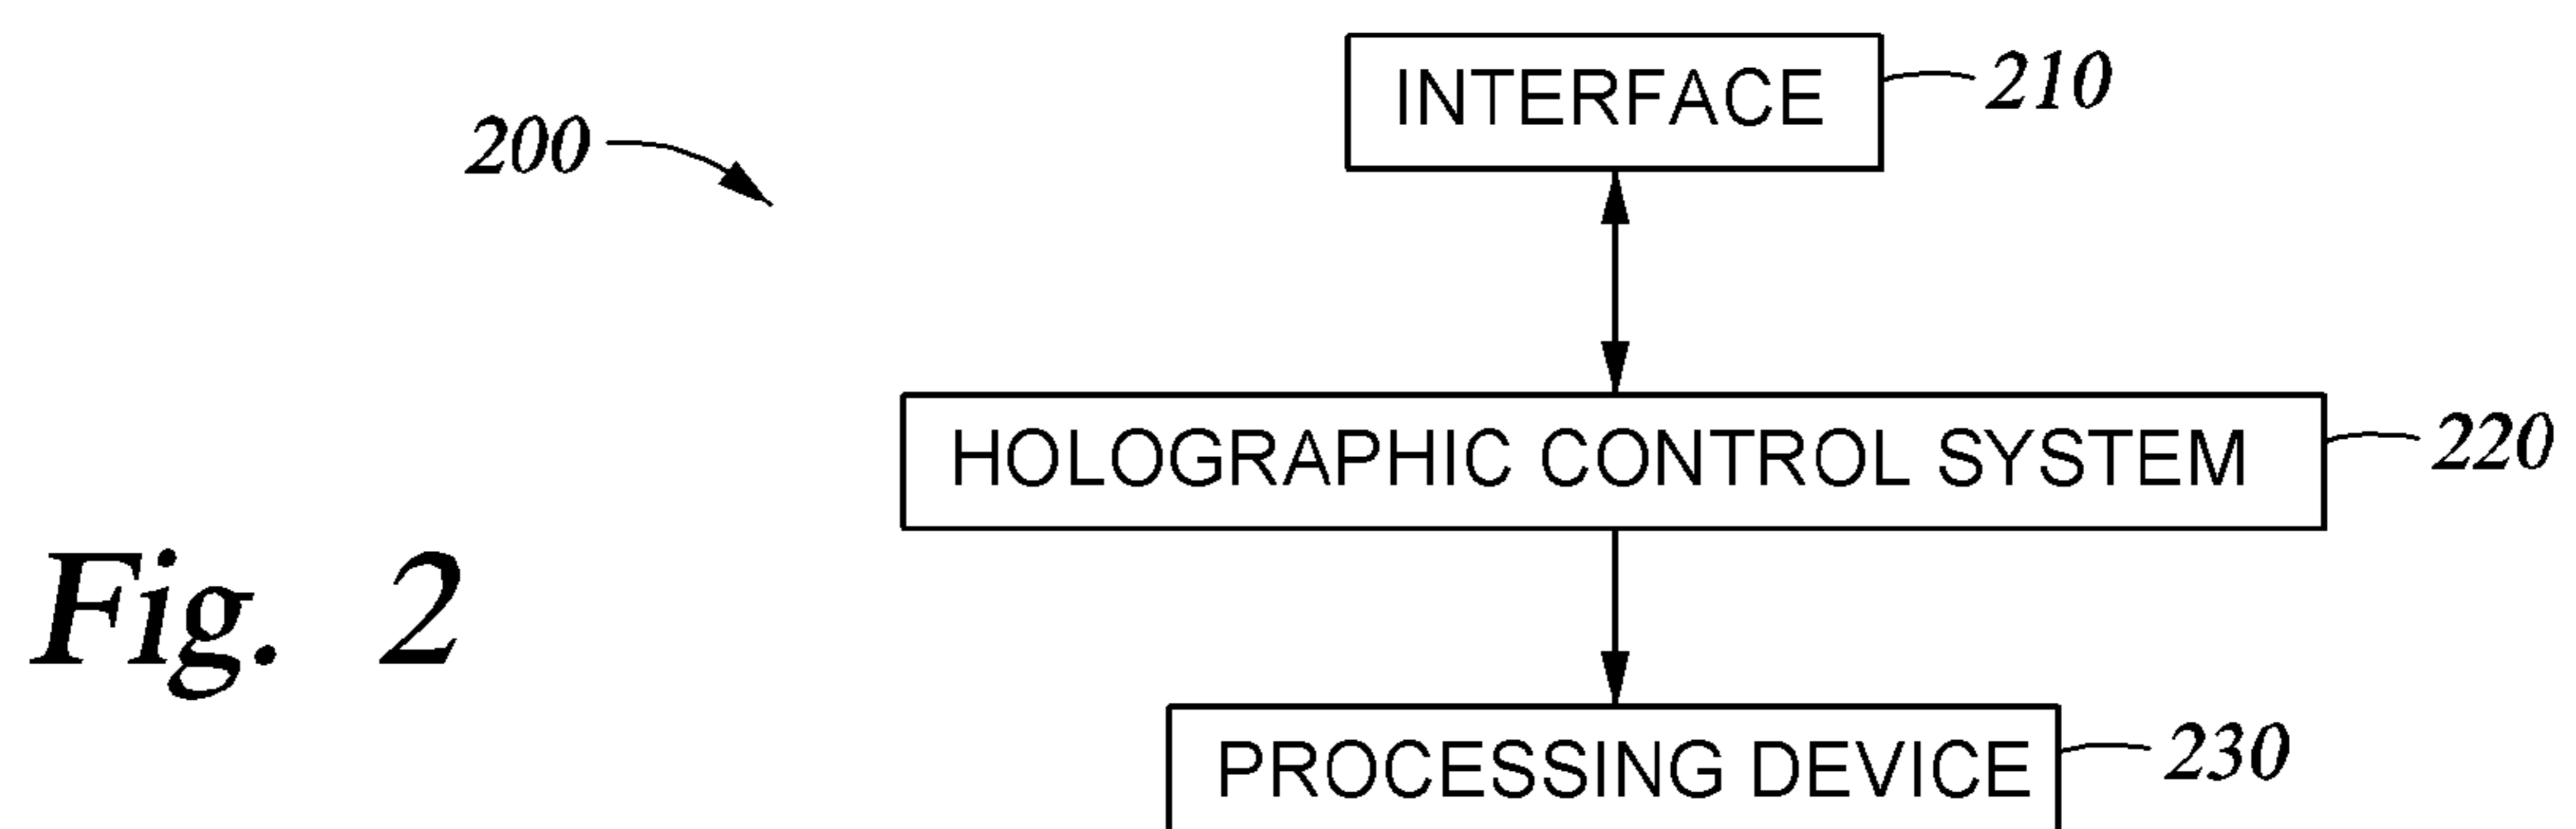 INTERFACE 210
200
HOLOGRAPHIC CONTROL SYSTEM 220
Fig. 2
PROCESSING DEVICE 230